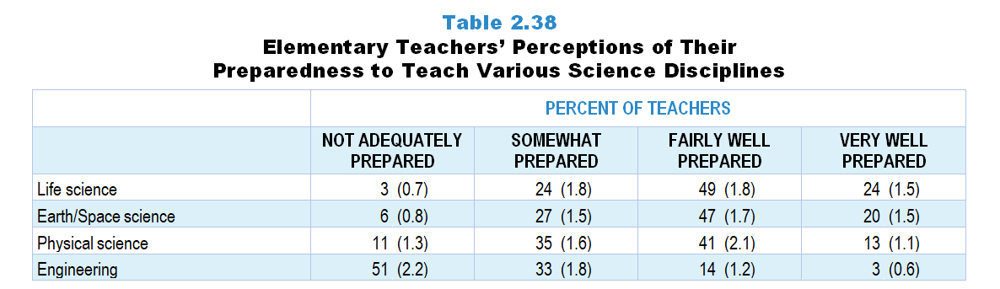 Table 2.38
Elementary Teachers’ Perceptions of Their
Preparedness to Teach Various Science Disciplines
PERCENT OF TEACHERS
NOT ADEQUATELY PREPARED SOMEWHAT PREPARED FAIRLY WELL PREPARED VERY WELL PREPARED
Life science 3 (0.7) 24 (1.8) 49 (1.8) 24 (1.5)
Earth/Space science 6 (0.8) 27 (1.5) 47 (1.7) 20 (1.5)
Physical science 11 (1.3) 35 (1.6) 41 (2.1) 13 (1.1)
Engineering 51 (2.2) 33 (1.8) 14 (1.2) 3 (0.6)